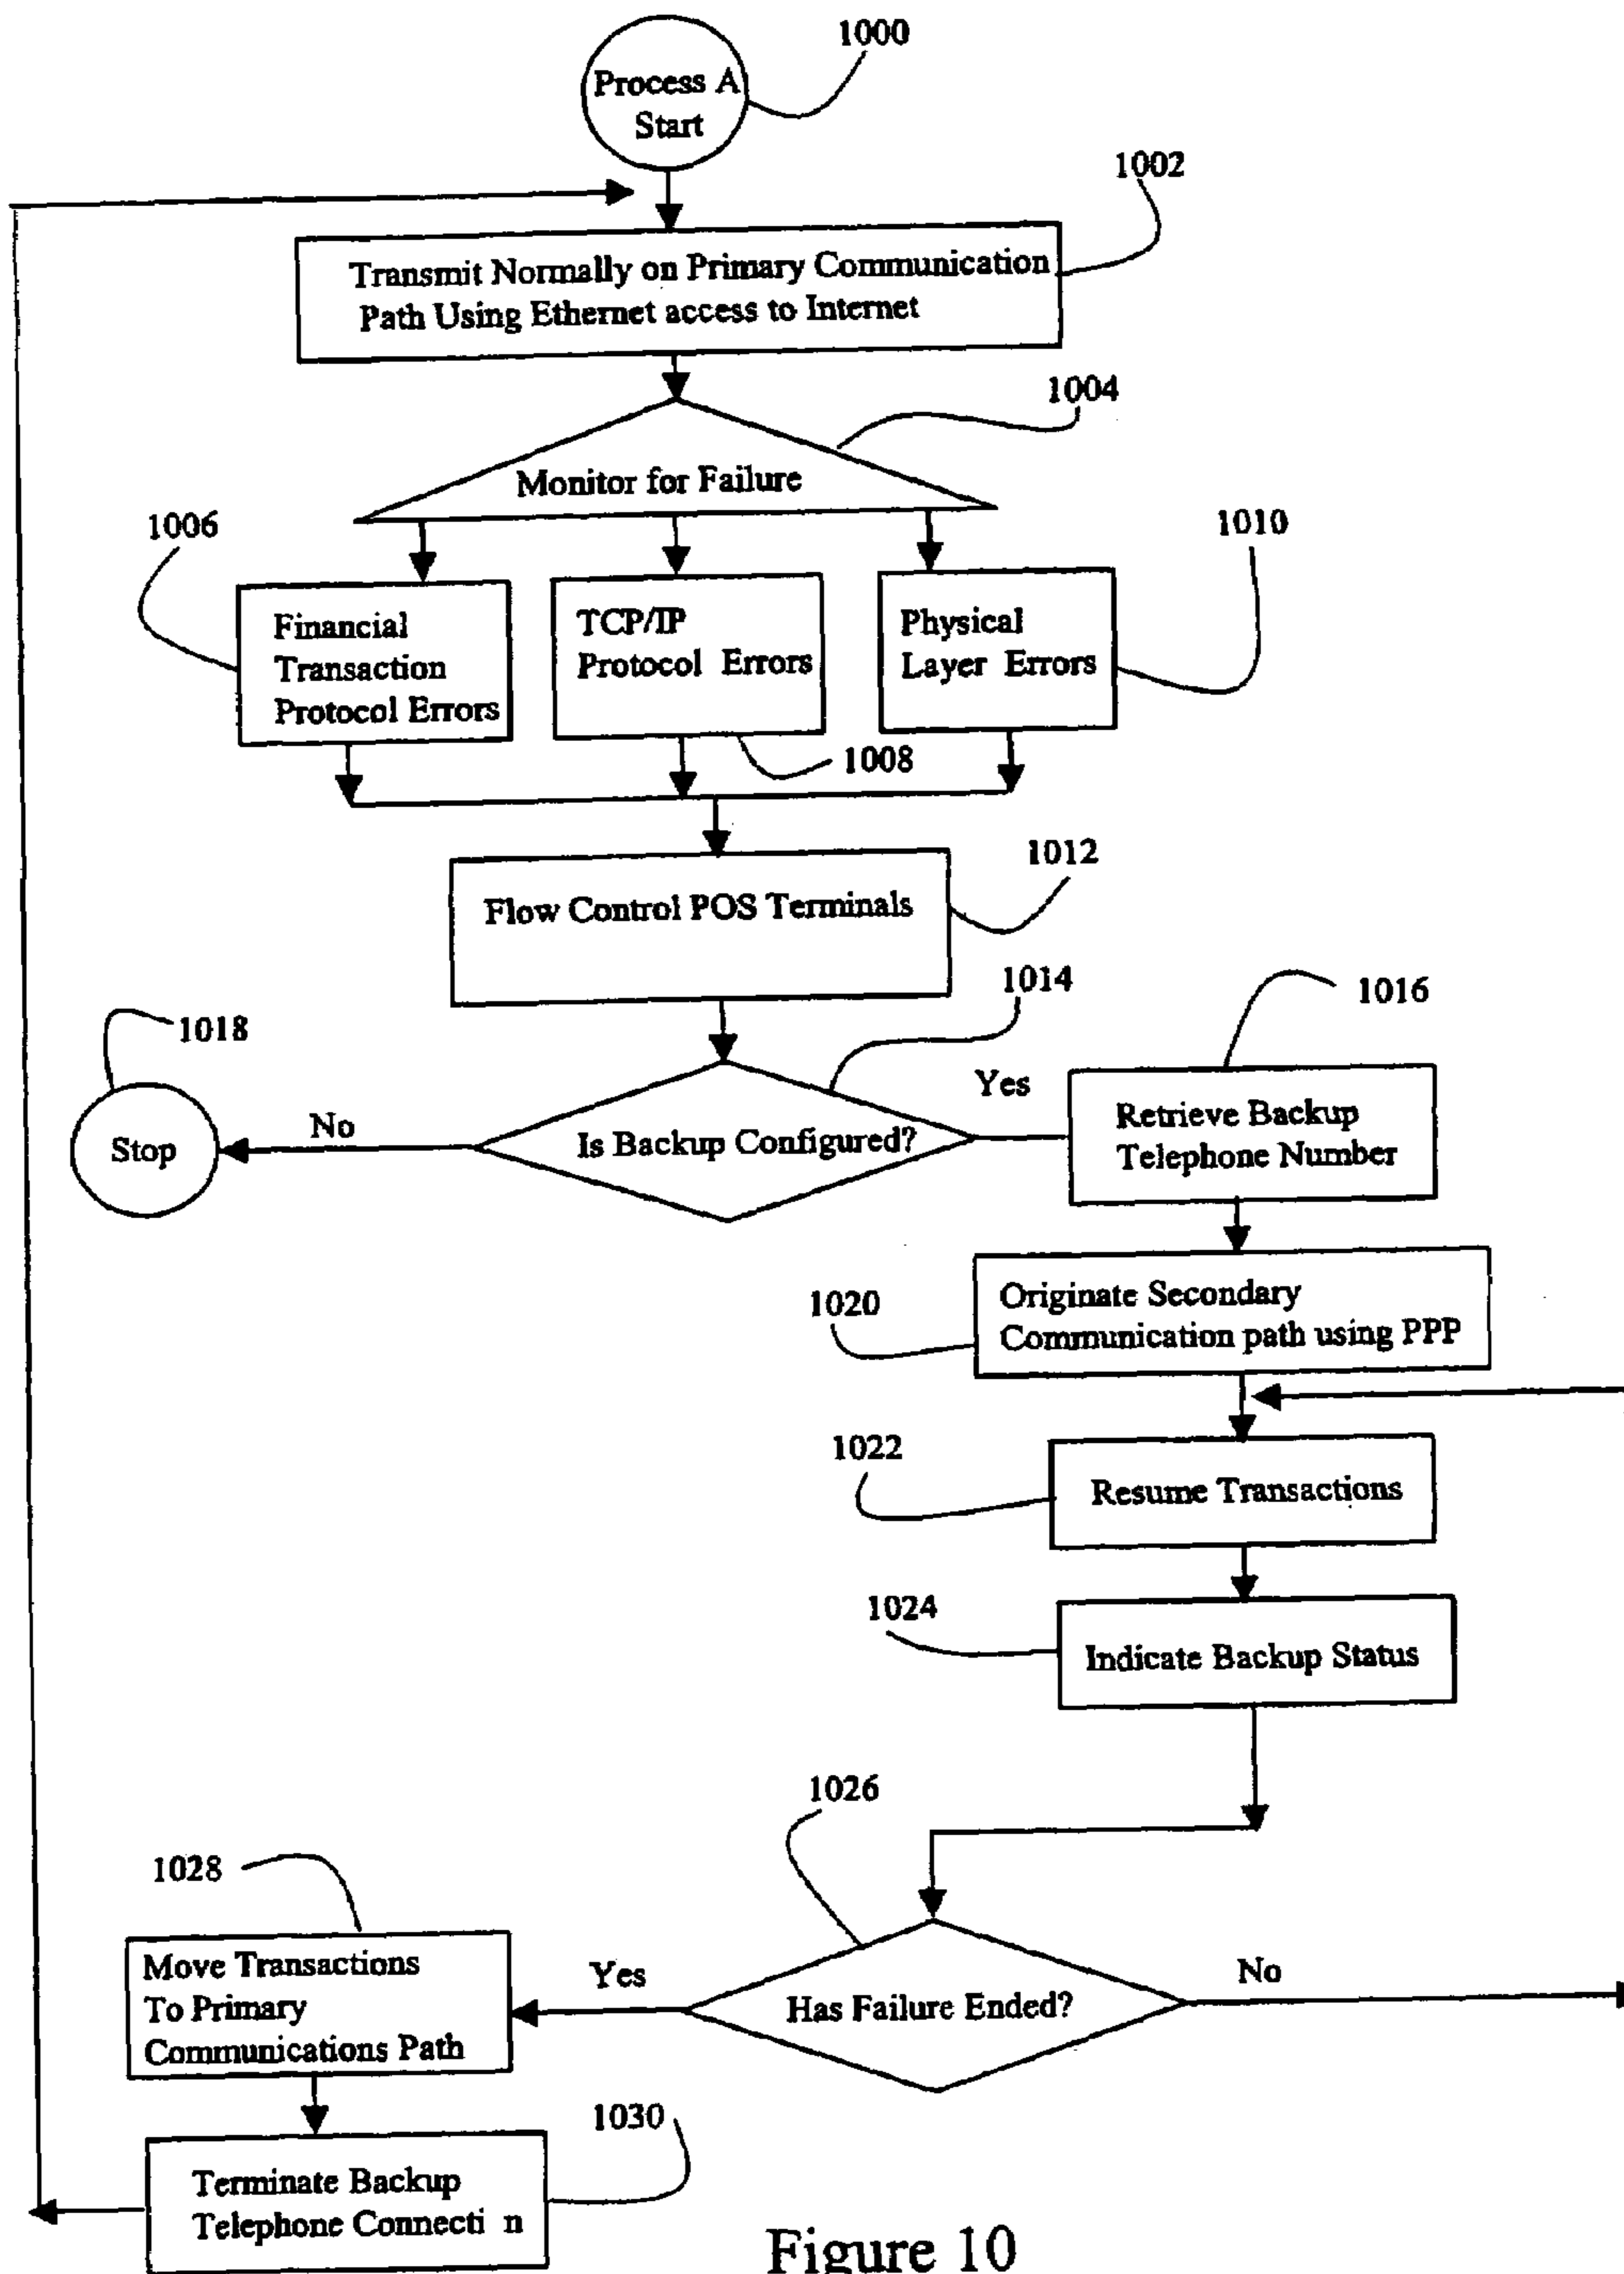 1000
Process A
Start
1002
Transmit Normally on Primary Communication
Path Using Ethernet access to Internet
1004
Monitor for Failure
1006
1010
Financial
Transaction
Protocol Errors
TCP/IP
Protocol Errors
Physical
Layer Errors
1008
1012
Flow Control POS Terminals
1014
1016
1018
Yes
Retrieve Backup
Telephone Number
No
Stop
Is Backup Configured?
1020
Originate Secondary
Communication path using PPP
1022
Resume Transactions
1024
Indicate Backup Status
1026
1028
Move Transactions
To Primary
Communications Path
Yes
Has Failure Ended?
No
1030
Terminate Backup
Telephone Connecti n
Figure 10